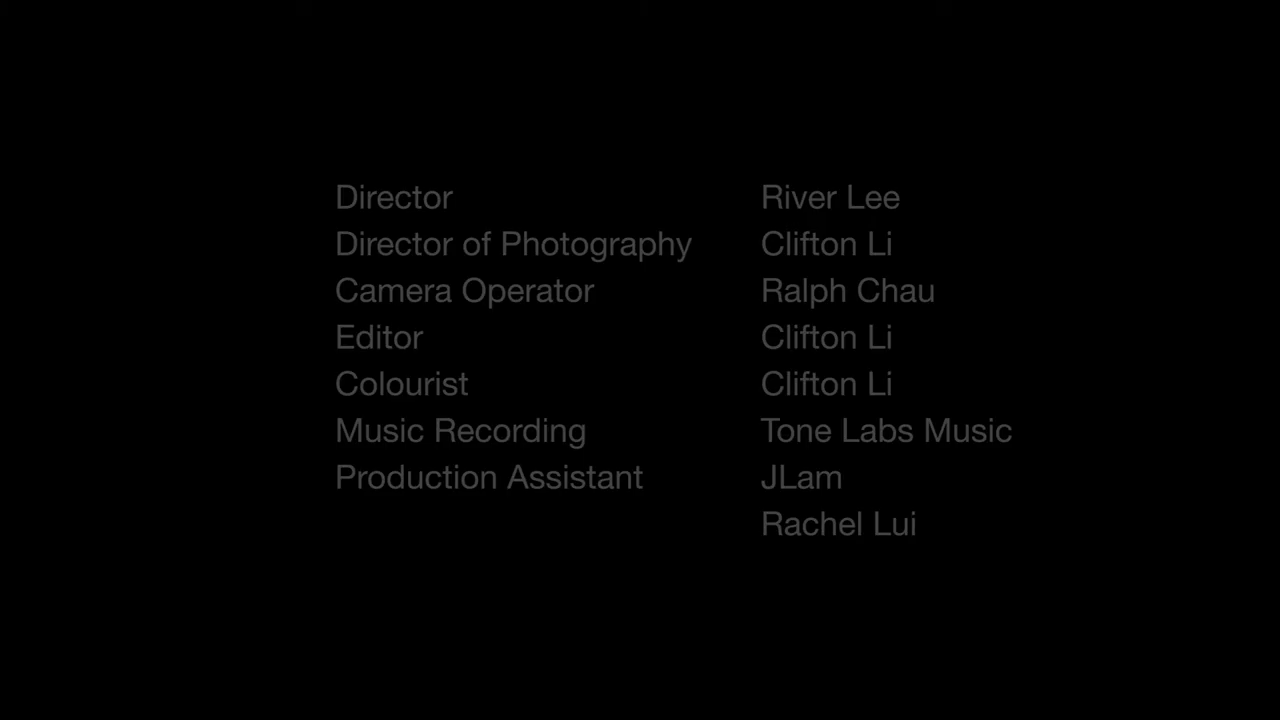 Director River Lee
Director of Photography Clifton Li
Camera Operator Ralph Chau
Editor Clifton Li
Colourist Clifton Li
Music Recording Tone Labs Music
Production Assistant JLam
Rachel Lui